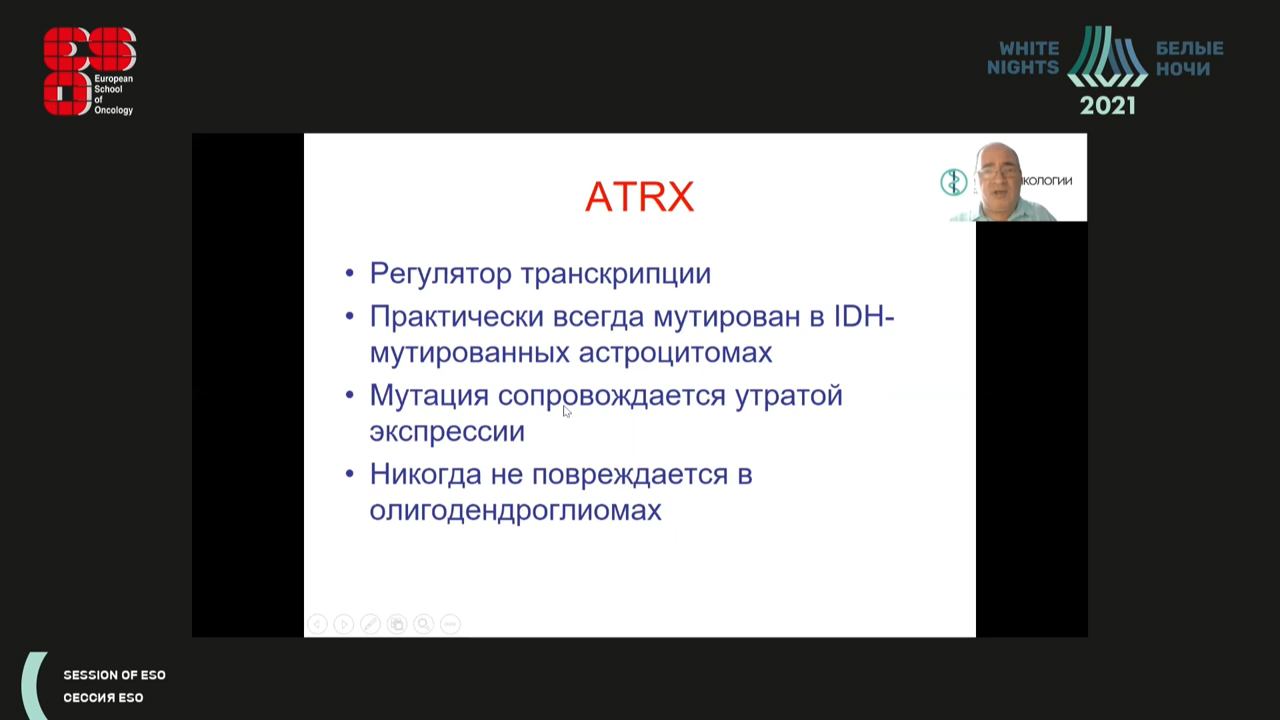 European
School
of
Oncology
WHITE
NIGHTS
БЕЛЫЕ
НОЧИ
2021
ATRX
• Регулятор транскрипции
• Практически всегда мутирован в IDH-
мутированных астроцитомах
• Мутация сопровождается утратой
экспрессии
• Никогда не повреждается в
олигодендроглиомах
SESSION OF ESO
СЕССИЯ ESO